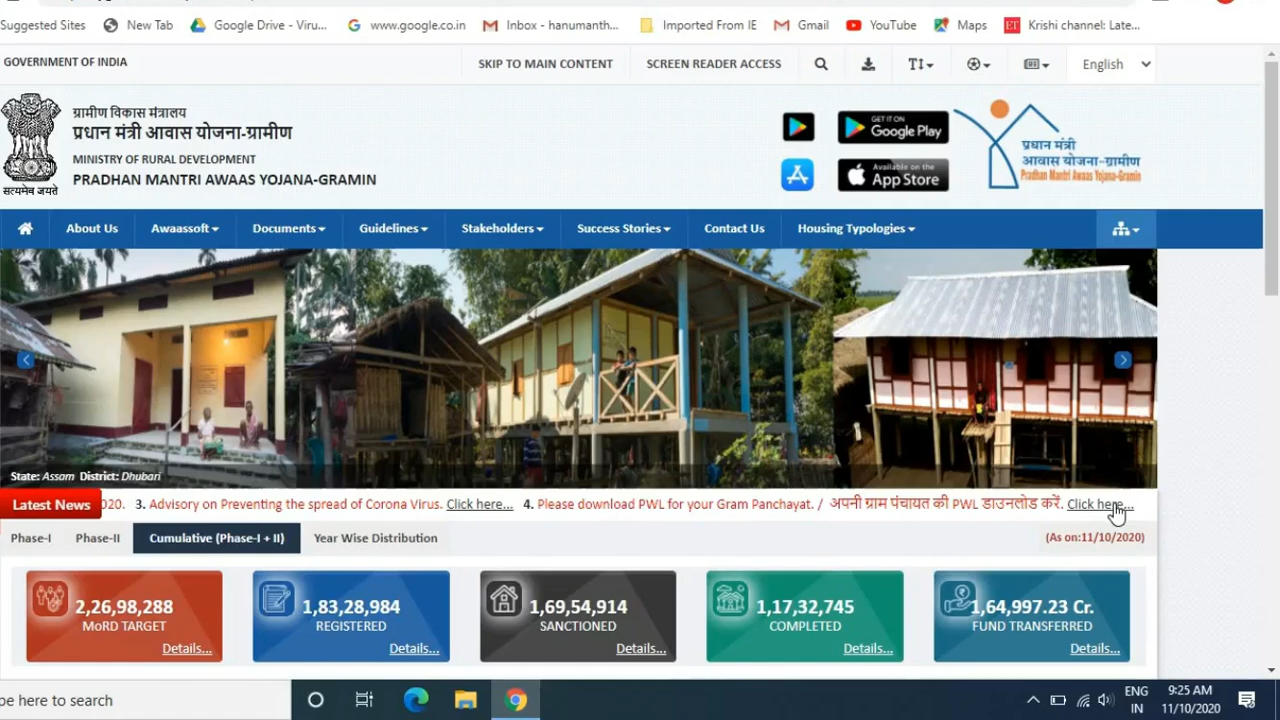 Suggested Sites New Tab Google Drive - Viru... www.google.co.in Inbox - hanumanth... Imported From IE Gmail YouTube Maps ET Krishi channel: Late...
GOVERNMENT OF INDIA SKIP TO MAIN CONTENT SCREEN READER ACCESS English
ग्रामीण विकास मंत्रालय
प्रधान मंत्री आवास योजना-ग्रामीण
MINISTRY OF RURAL DEVELOPMENT
PRADHAN MANTRI AWAAS YOJANA-GRAMIN
सत्यमेव जयते
GET IT ON
Google Play
Available on the
App Store
प्रधान मंत्री
आवास योजना-ग्रामीण
Pradhan Mantri Awaas Yojana-Gramin
About Us Awaassoft Documents Guidelines Stakeholders Success Stories Contact Us Housing Typologies
State: Assam District: Dhubari
Latest News 020. 3. Advisory on Preventing the spread of Corona Virus. Click here... 4. Please download PWL for your Gram Panchayat. / अपनी ग्राम पंचायत की PWL डाउनलोड करें. Click here...
Phase-I Phase-II Cumulative (Phase-I + II) Year Wise Distribution (As on:11/10/2020)
2,26,98,288
MoRD TARGET
Details...
1,83,28,984
REGISTERED
Details...
1,69,54,914
SANCTIONED
Details...
1,17,32,745
COMPLETED
Details...
1,64,997.23 Cr.
FUND TRANSFERRED
Details...
pe here to search
ENG
IN
9:25 AM
11/10/2020